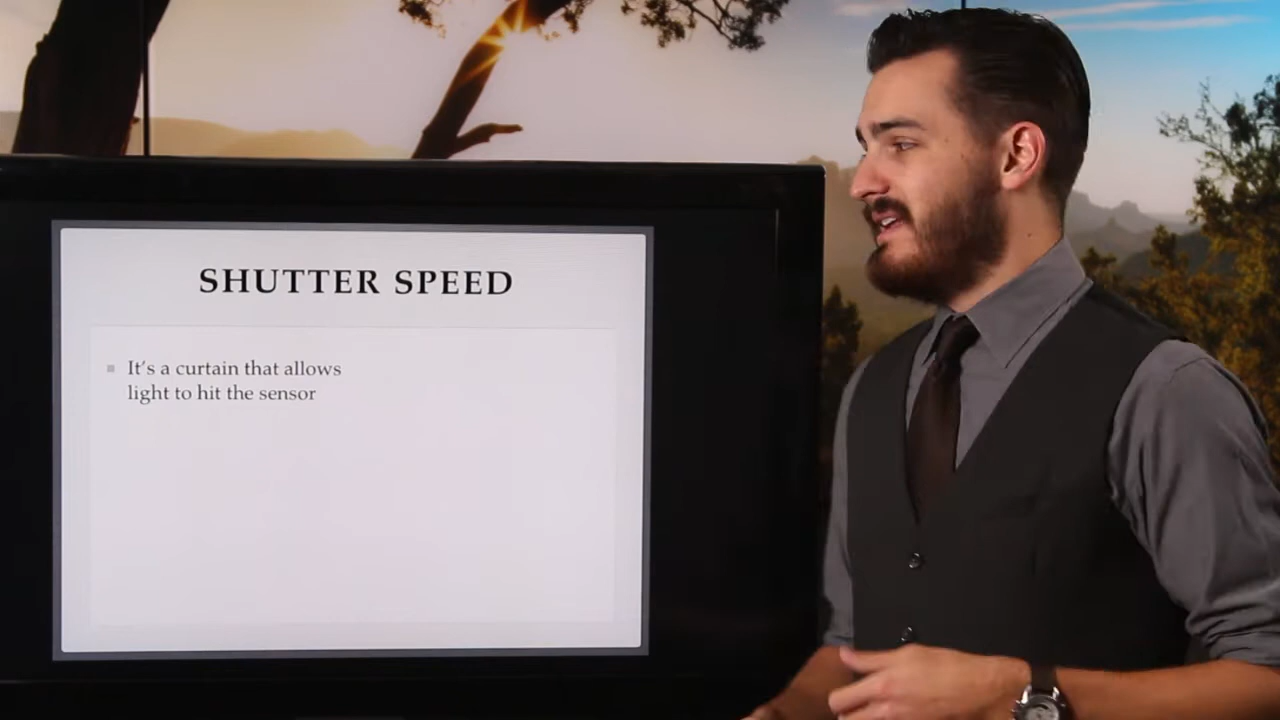 SHUTTER SPEED
It's a curtain that allows
light to hit the sensor